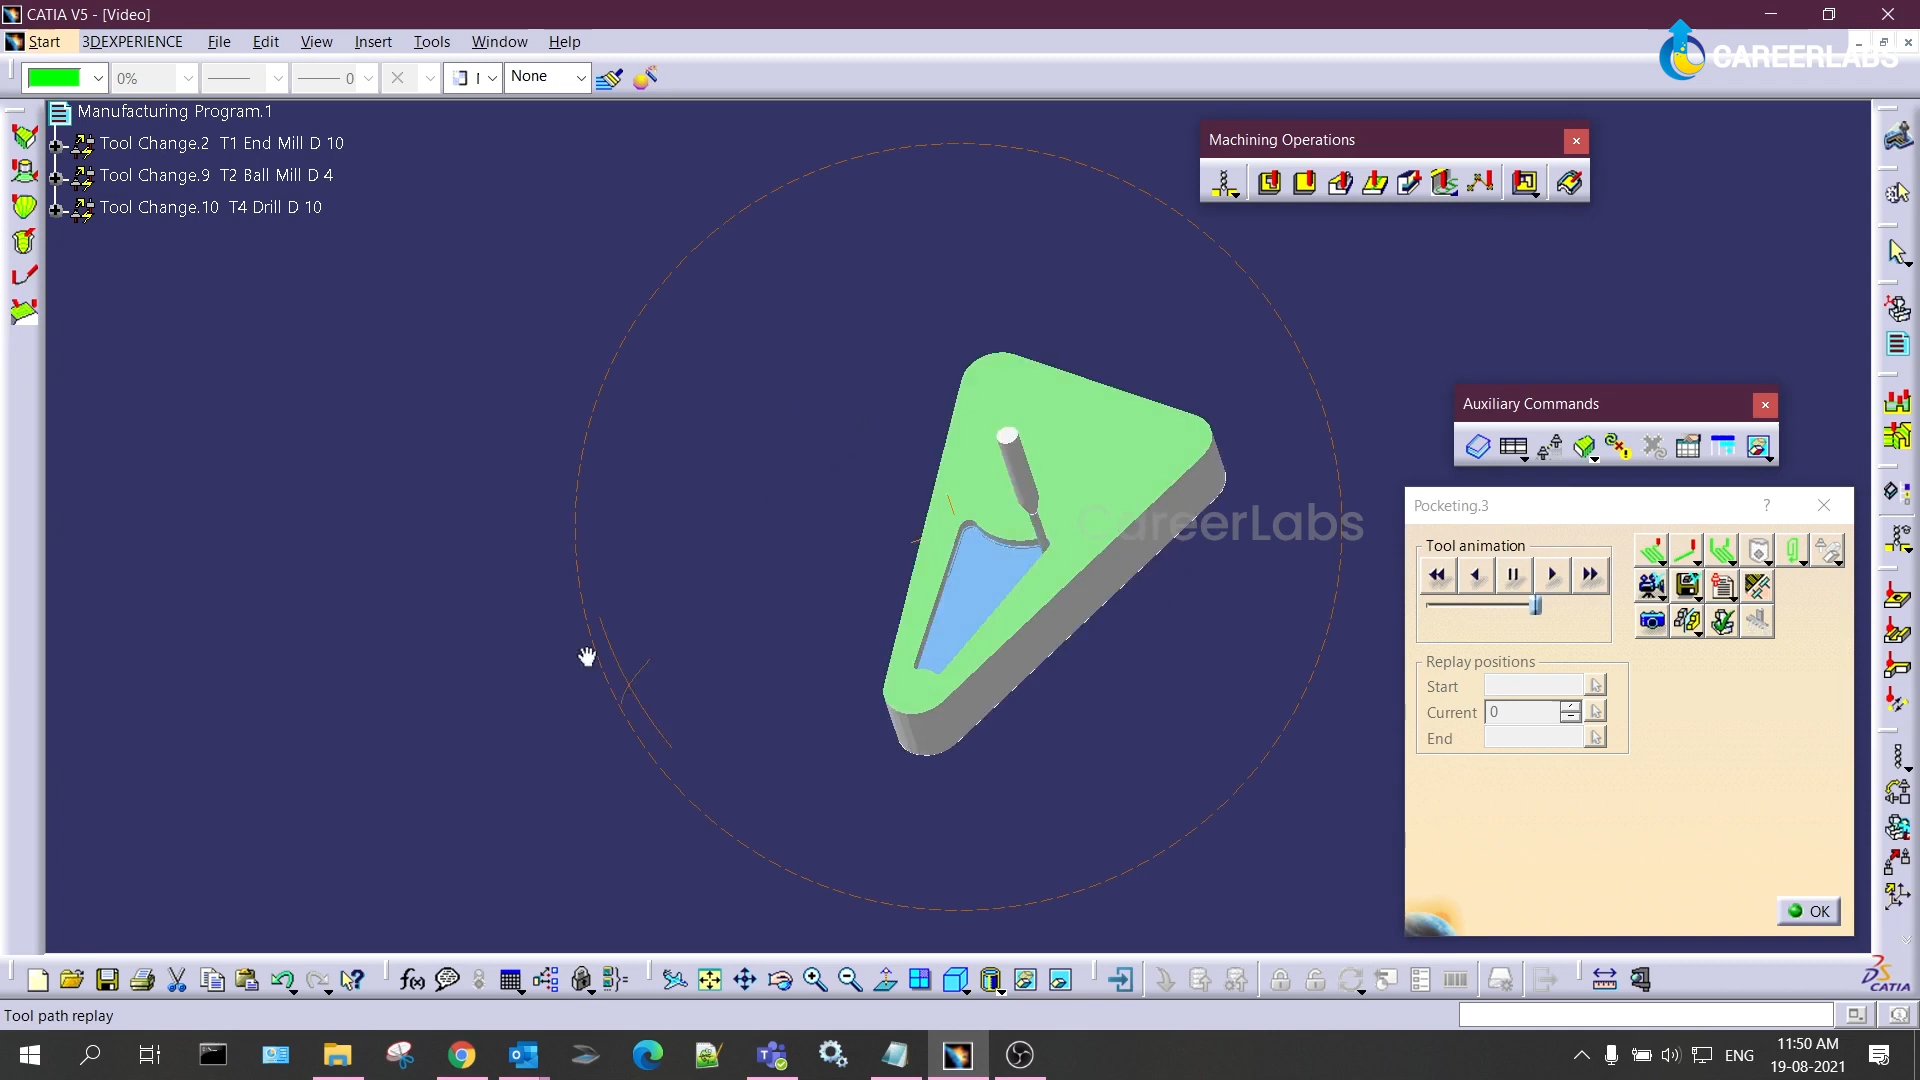 CATIA V5 - [Video]
CAREERLABS
Start 3DEXPERIENCE File Edit View Insert Tools Window Help
0% 0 None
Manufacturing Program.1
Tool Change.2 T1 End Mill D 10
Tool Change.9 T2 Ball Mill D 4
Tool Change.10 T4 Drill D 10
Machining Operations
Auxiliary Commands
CareerLabs
Pocketing.3 ?
Tool animation
Replay positions
Start
Current 0
End
OK
f(x)
DS CATIA
Tool path replay
ENG
11:50 AM
19-08-2021